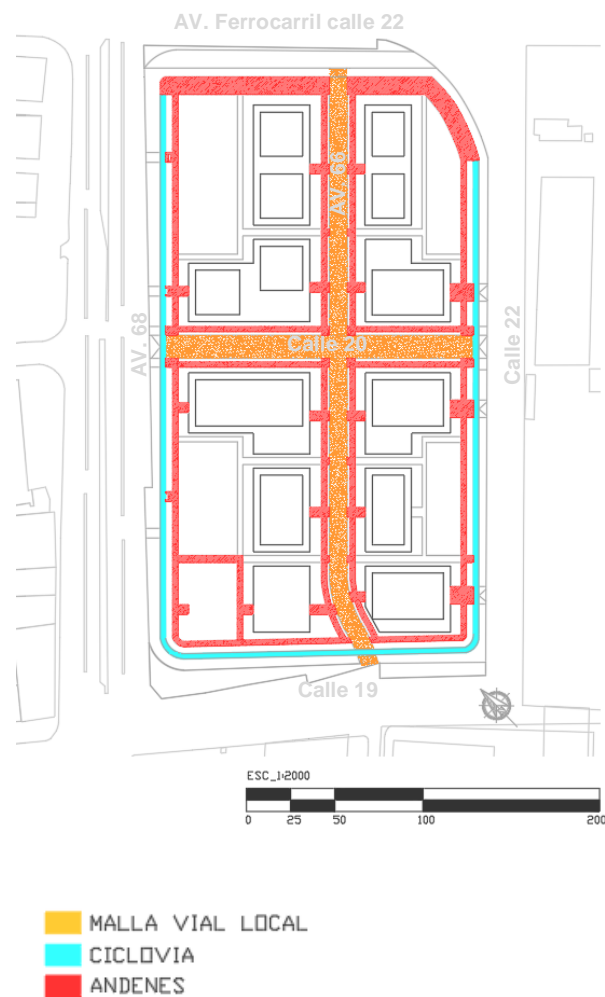 AV. Ferrocarril calle 22
AV. 66
AV. 68
Calle 20
Calle 22
Calle 19
ESC_1:2000
0 25 50 100 200
MALLA VIAL LOCAL
CICLOVIA
ANDENES